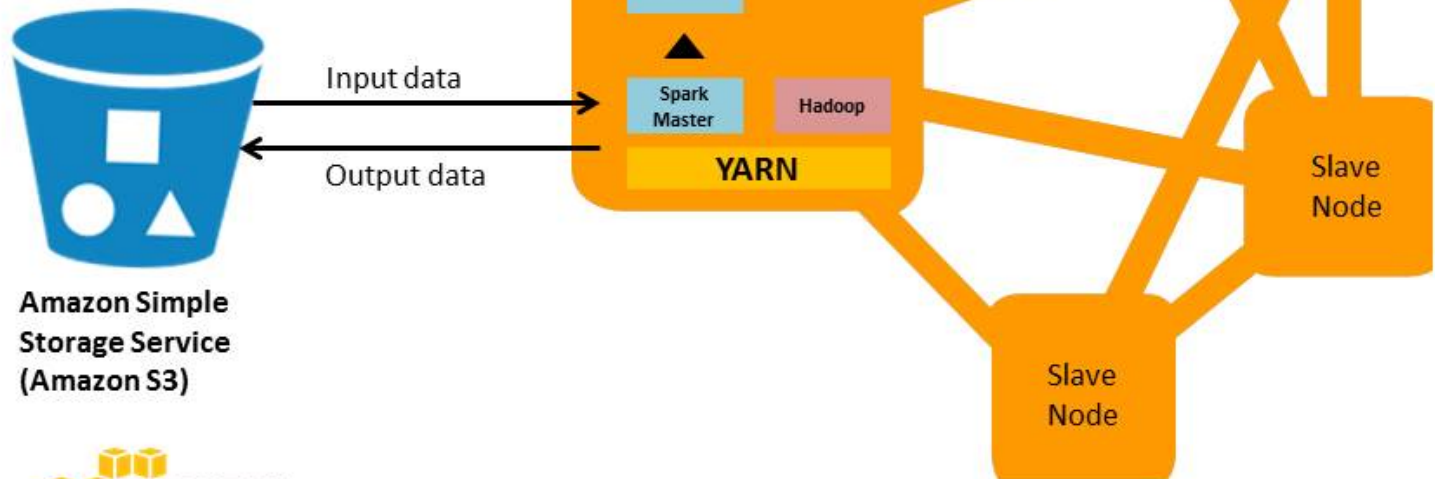 Input data
Spark
Master
Hadoop
YARN
Output data
Slave
Node
Amazon Simple
Storage Service
(Amazon S3)
Slave
Node